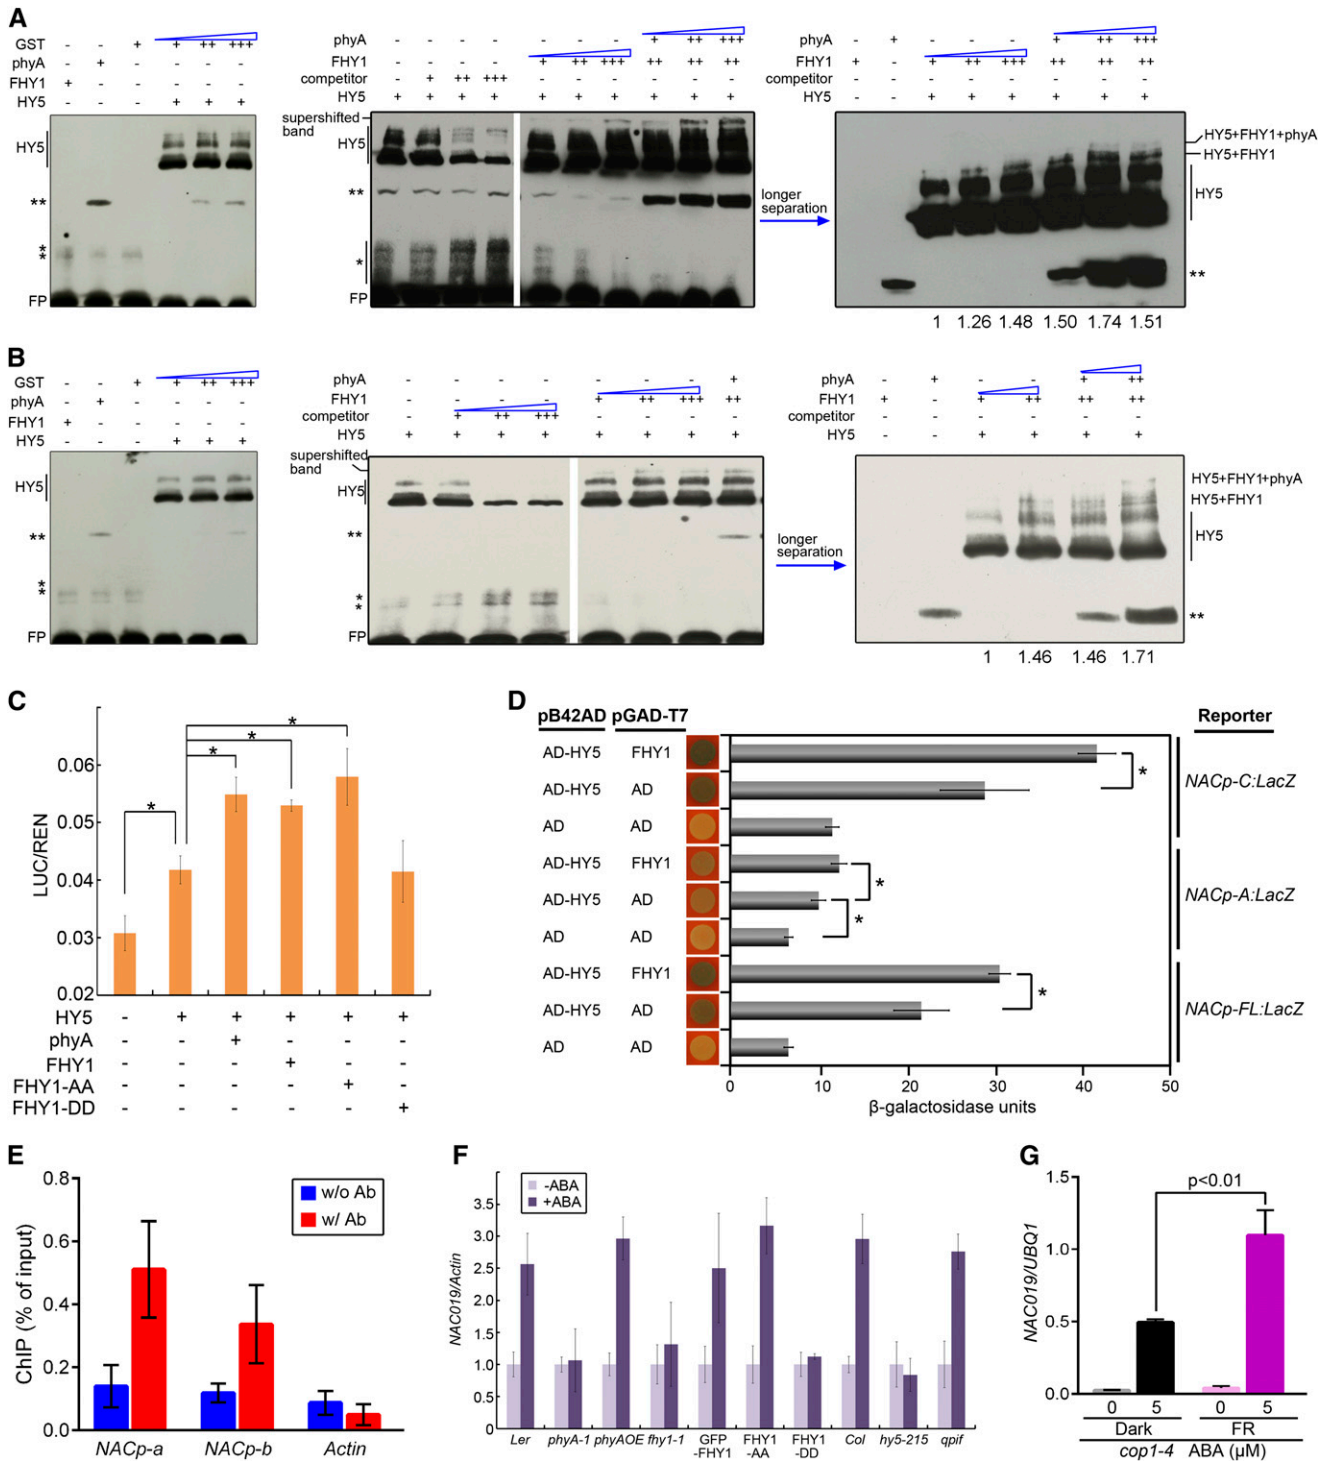 A
GST - - + + ++ +++
phyA - + - - - -
FHY1 + - - - - -
HY5 - - - + + +
HY5
**
*
*
FP
phyA - - - - - - - + ++ +++
FHY1 - - - - + ++ +++ ++ ++ ++
competitor - + ++ +++ - - - - - -
HY5 + + + + + + + + + +
supershifted
band
HY5
**
*
FP
longer
separation
phyA - + - - - + ++ +++
FHY1 + - + ++ +++ ++ ++ ++
competitor - - - - - - - -
HY5 - - + + + + + +
HY5+FHY1+phyA
HY5+FHY1
HY5
**
1 1.26 1.48 1.50 1.74 1.51
B
GST - - + + ++ +++
phyA - + - - - -
FHY1 + - - - - -
HY5 - - - + + +
HY5
**
*
*
FP
phyA - - - - - - - +
FHY1 - - - - + ++ +++ ++
competitor - + ++ +++ - - - -
HY5 + + + + + + + +
supershifted
band
HY5
**
*
*
FP
longer
separation
phyA - + - - + ++
FHY1 + - + ++ ++ ++
competitor - - - - - -
HY5 - - + + + +
HY5+FHY1+phyA
HY5+FHY1
HY5
**
1 1.46 1.46 1.71
C
LUC/REN
0.06
0.05
0.04
0.03
0.02
* * * *
HY5 - + + + + +
phyA - - + - - -
FHY1 - - - + - -
FHY1-AA - - - - + -
FHY1-DD - - - - - +
D
pB42AD pGAD-T7 Reporter
AD-HY5 FHY1
AD-HY5 AD
AD AD
* NACp-C:LacZ
AD-HY5 FHY1
AD-HY5 AD
AD AD
* * NACp-A:LacZ
AD-HY5 FHY1
AD-HY5 AD
AD AD
* NACp-FL:LacZ
0 10 20 30 40 50
β-galactosidase units
E
ChIP (% of input)
0.8
0.6
0.4
0.2
0.0
w/o Ab
w/ Ab
NACp-a NACp-b Actin
F
NAC019/Actin
-ABA
+ABA
3.5
3.0
2.5
2.0
1.5
1.0
0.5
0
Ler phyA-1 phyAOE fhy1-1 GFP-FHY1 FHY1-AA FHY1-DD Col hy5-215 qpif
G
NAC019/UBQ1
1.5
1.0
0.5
0.0
p<0.01
0 5 0 5
Dark FR
cop1-4 ABA (μM)